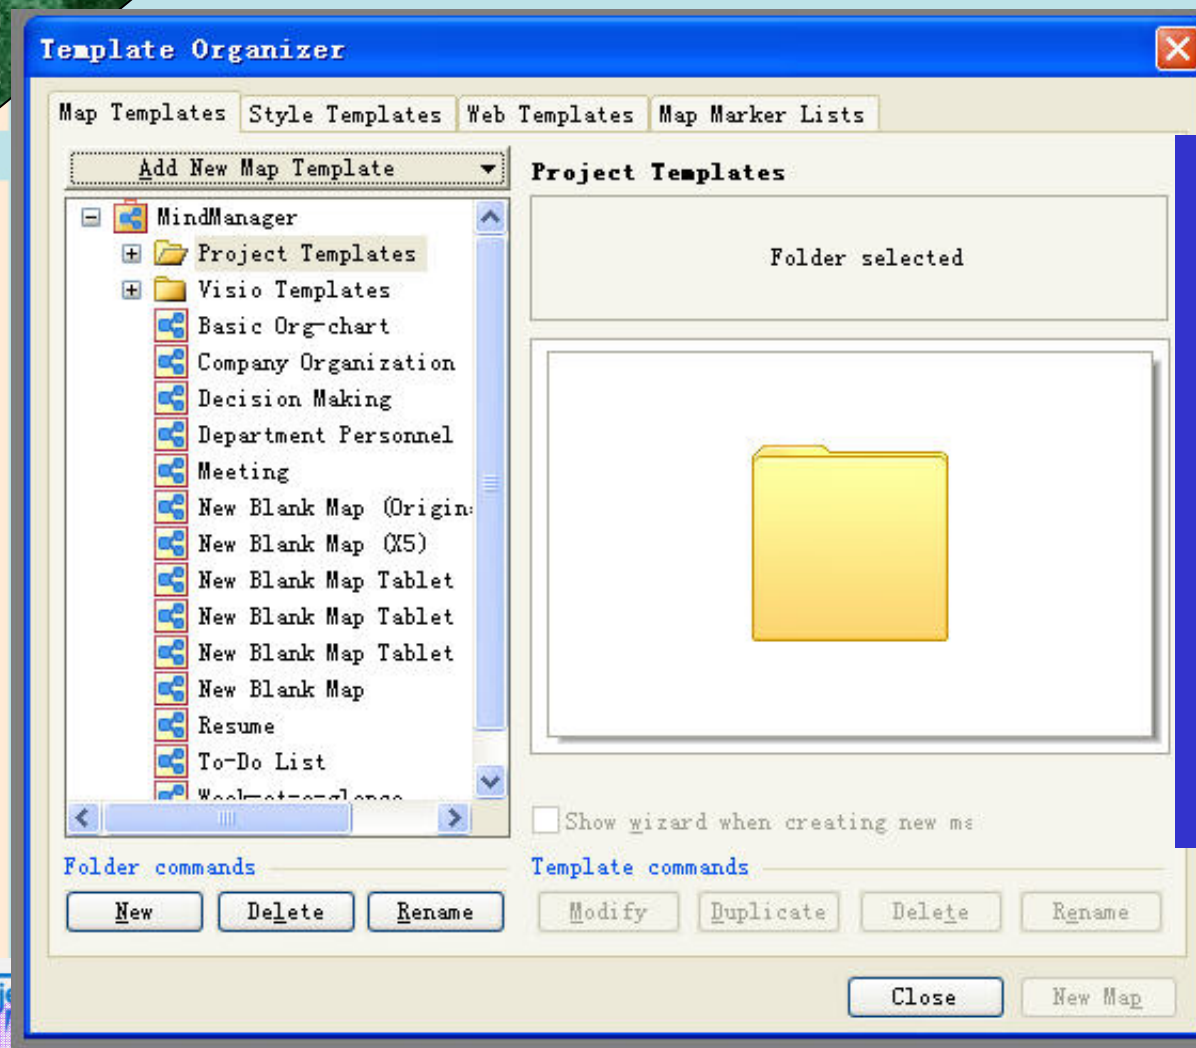 Template Organizer
Map Templates
Style Templates
Web Templates
Map Marker Lists
Add New Map Template
MindManager
Project Templates
Visio Templates
Basic Org-chart
Company Organization
Decision Making
Department Personnel
Meeting
New Blank Map (Origin
New Blank Map (X5)
New Blank Map Tablet
New Blank Map Tablet
New Blank Map Tablet
New Blank Map
Resume
To-Do List
Project Templates
Folder selected
Show wizard when creating new ma
Folder commands
New
Delete
Rename
Template commands
Modify
Duplicate
Delete
Rename
Close
New Map